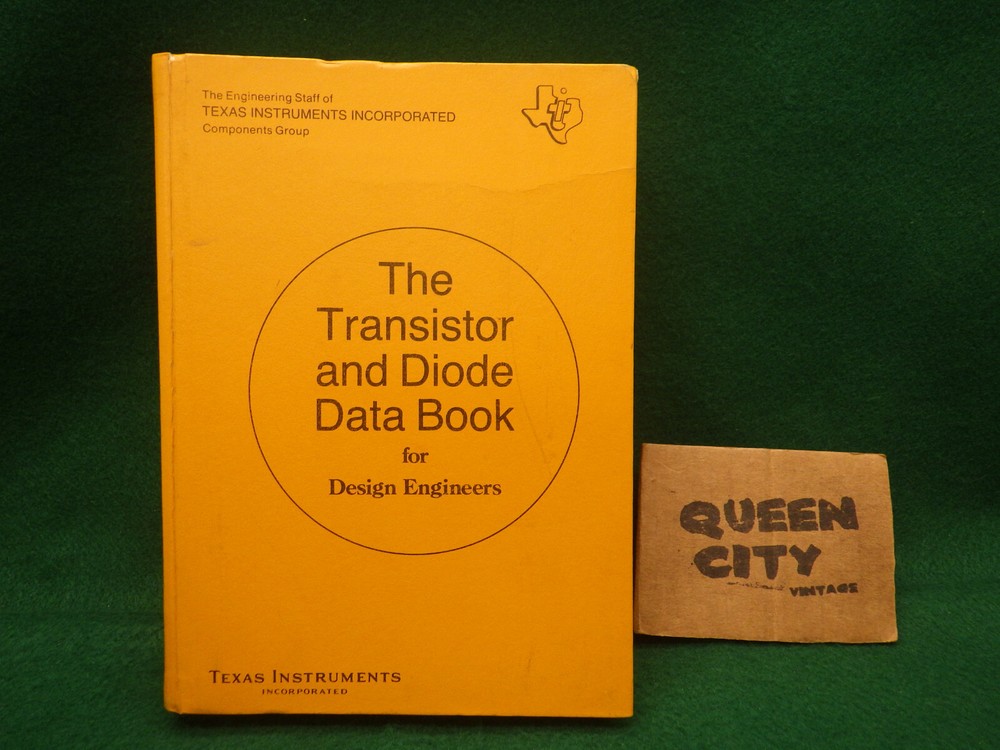 The Engineering Staff of
TEXAS INSTRUMENTS INCORPORATED
Components Group
The
Transistor
and Diode
Data Book
for
Design Engineers
TEXAS INSTRUMENTS
INCORPORATED
QUEEN
CITY
VINTAGE